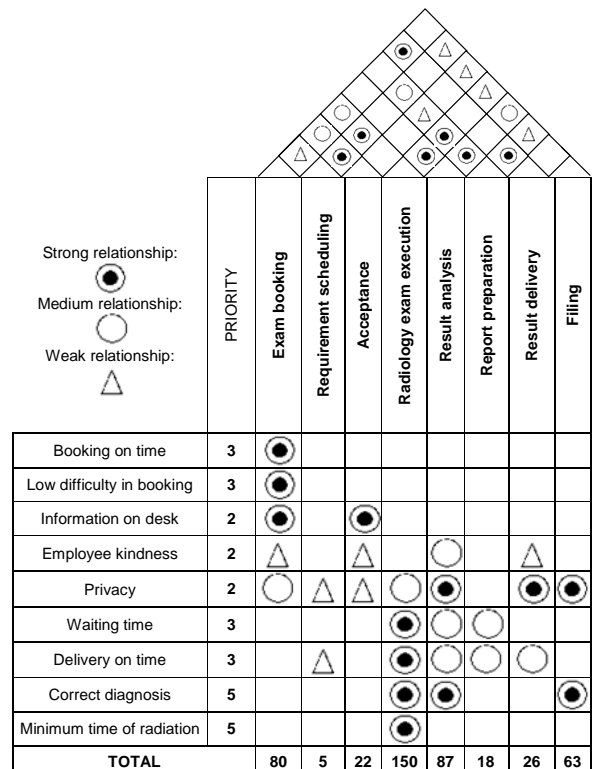 Strong relationship:
Medium relationship:
Weak relationship:
PRIORITY
Exam booking
Requirement scheduling
Acceptance
Radiology exam execution
Result analysis
Report preparation
Result delivery
Filing
Booking on time 3
Low difficulty in booking 3
Information on desk 2
Employee kindness 2
Privacy 2
Waiting time 3
Delivery on time 3
Correct diagnosis 5
Minimum time of radiation 5
TOTAL 80 5 22 150 87 18 26 63